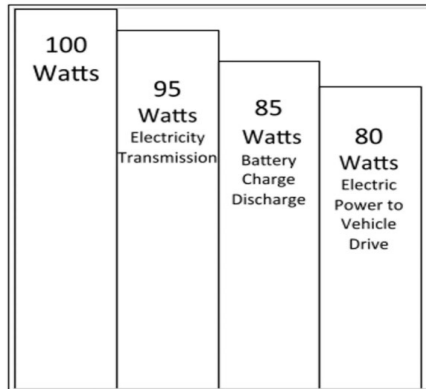 100
Watts
95
Watts
Electricity
Transmission
85
Watts
Battery
Charge
Discharge
80
Watts
Electric
Power to
Vehicle
Drive